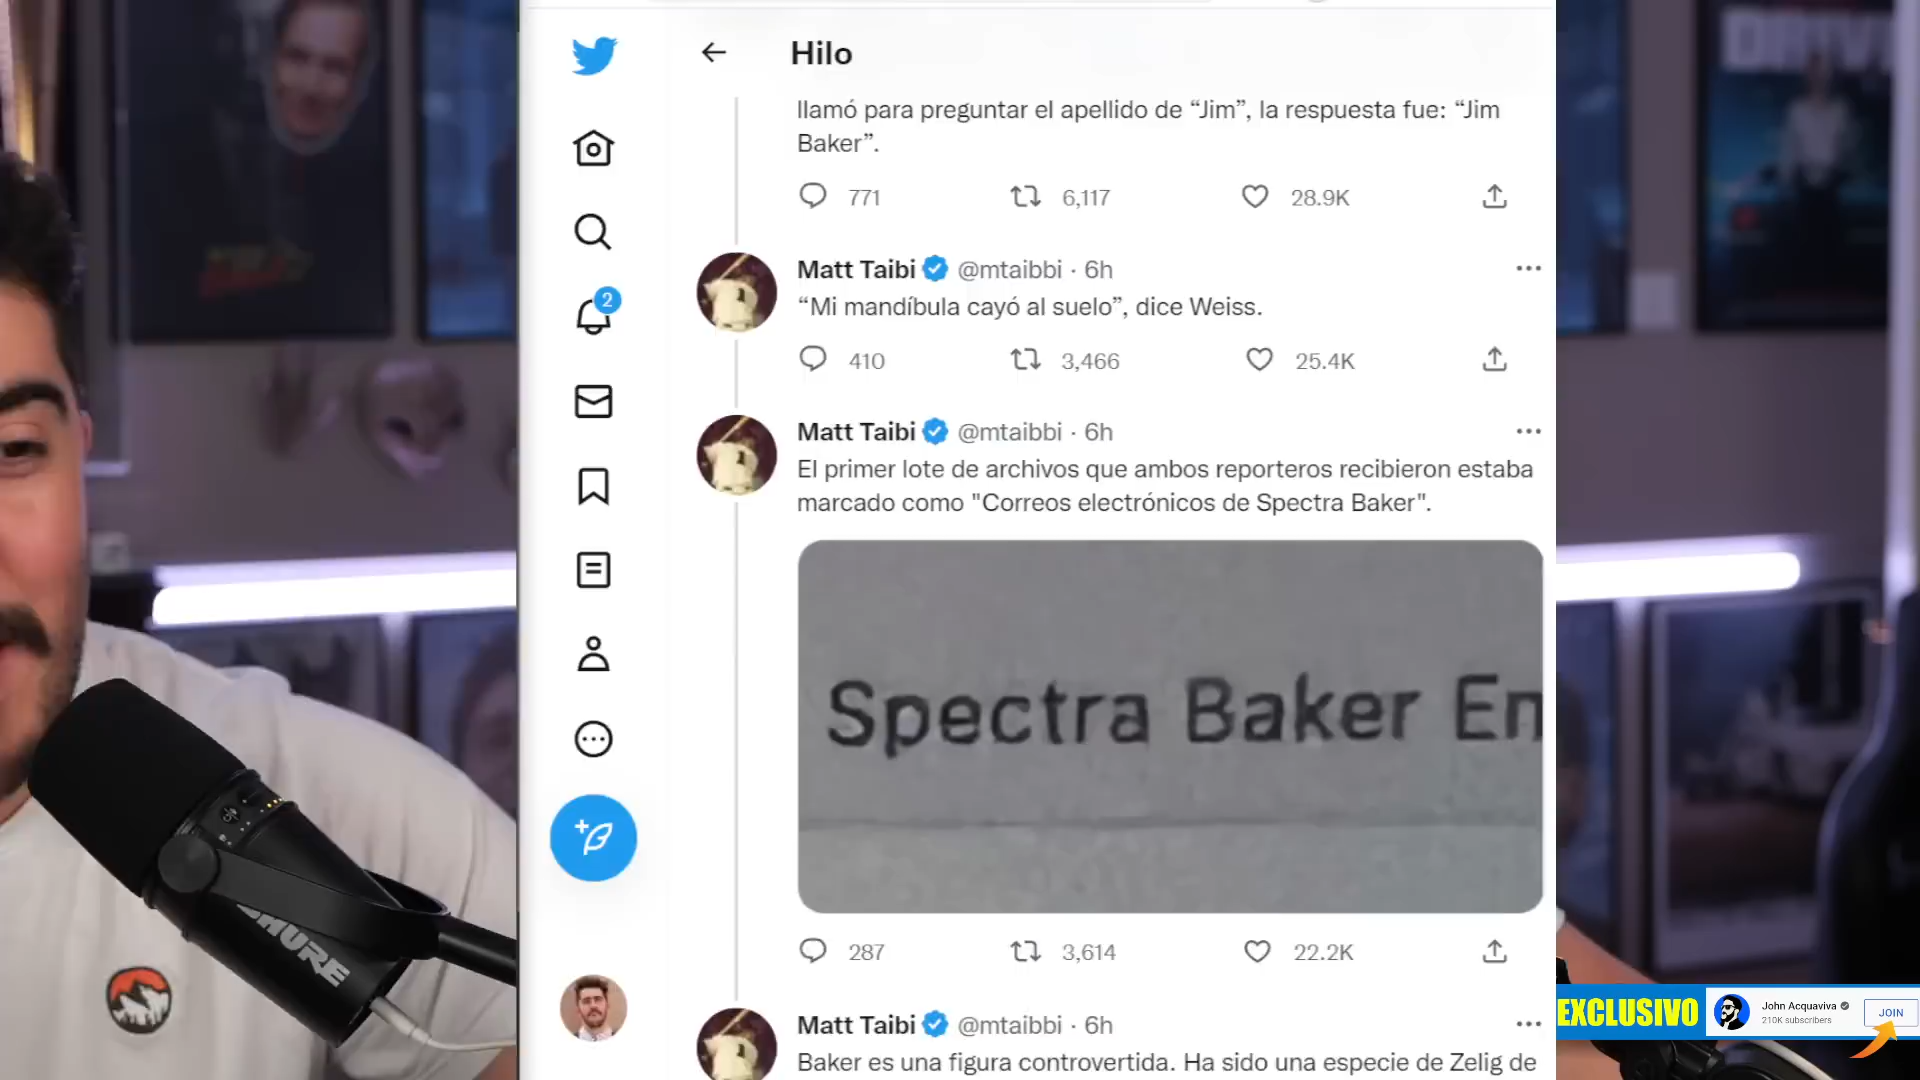 Hilo
llamó para preguntar el apellido de “Jim”, la respuesta fue: “Jim
Baker”.
771 6,117 28.9K
Matt Taibi @mtaibbi · 6h
“Mi mandíbula cayó al suelo”, dice Weiss.
410 3,466 25.4K
Matt Taibi @mtaibbi · 6h
El primer lote de archivos que ambos reporteros recibieron estaba
marcado como "Correos electrónicos de Spectra Baker".
Spectra Baker Em
287 3,614 22.2K
Matt Taibi @mtaibbi · 6h
Baker es una figura controvertida. Ha sido una especie de Zelig de
2
SHURE
DRIV
EXCLUSIVO
John Acquaviva
210K subscribers
JOIN